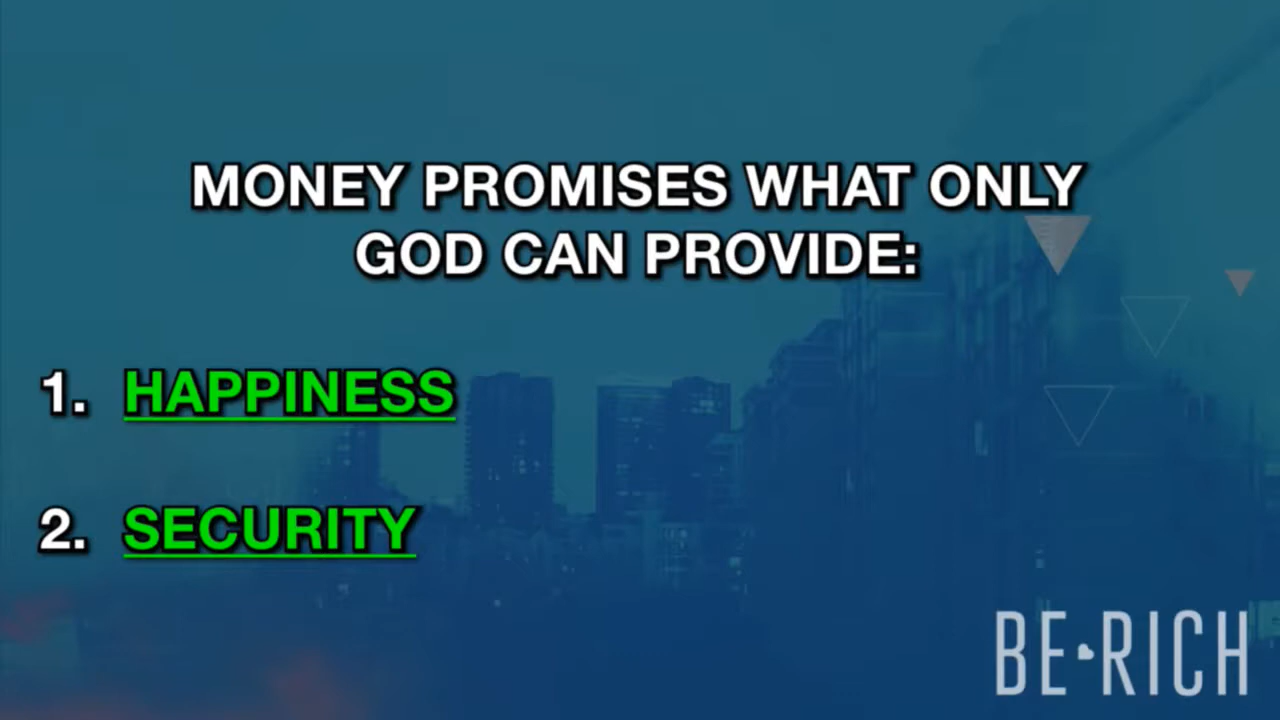 MONEY PROMISES WHAT ONLY
GOD CAN PROVIDE:
1. HAPPINESS
2. SECURITY
BE RICH